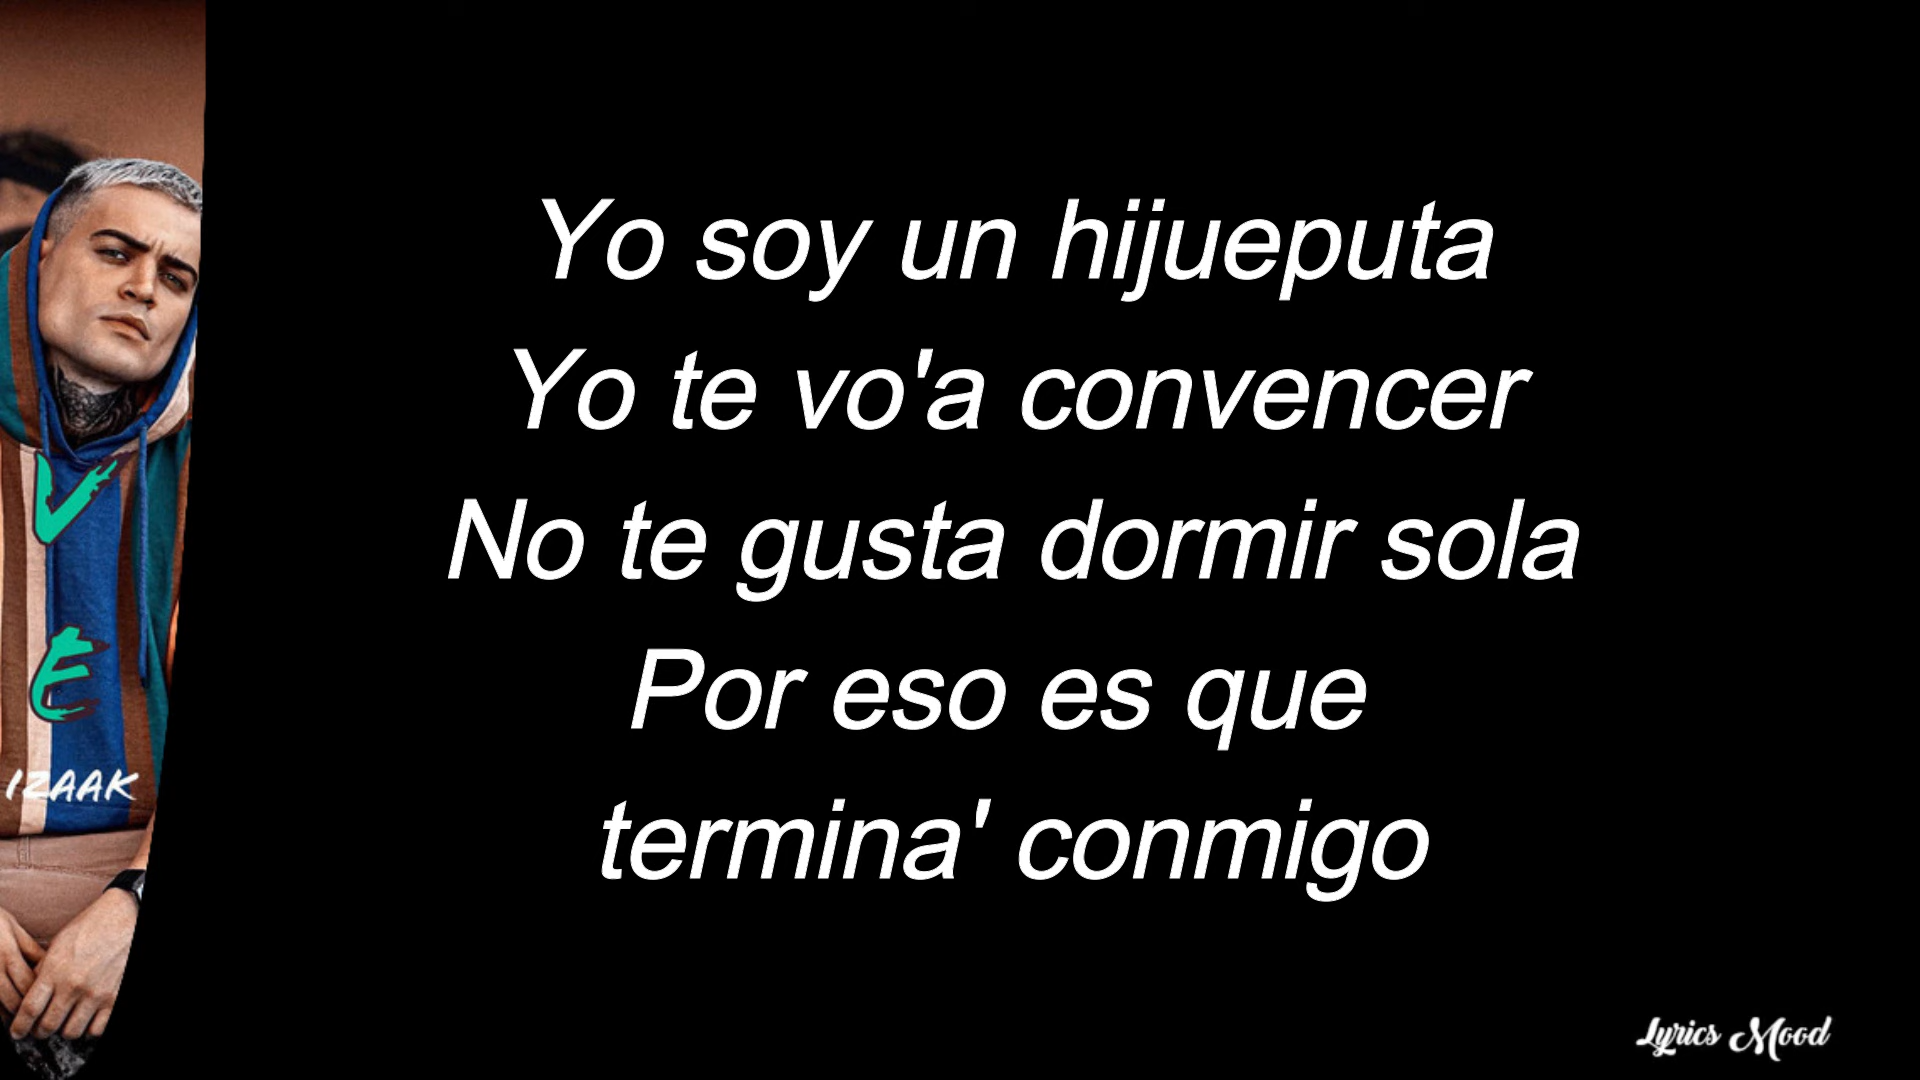 Yo soy un hijueputa
Yo te vo'a convencer
No te gusta dormir sola
Por eso es que
termina' conmigo
V
E
IZAAK
Lyrics Mood